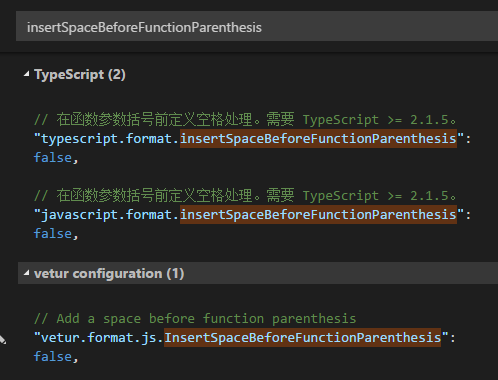 insertSpaceBeforeFunctionParenthesis
TypeScript (2)
// 在函数参数括号前定义空格处理。需要 TypeScript >= 2.1.5。
"typescript.format.insertSpaceBeforeFunctionParenthesis":
false,
// 在函数参数括号前定义空格处理。需要 TypeScript >= 2.1.5。
"javascript.format.insertSpaceBeforeFunctionParenthesis":
false,
vetur configuration (1)
// Add a space before function parenthesis
"vetur.format.js.InsertSpaceBeforeFunctionParenthesis":
false,